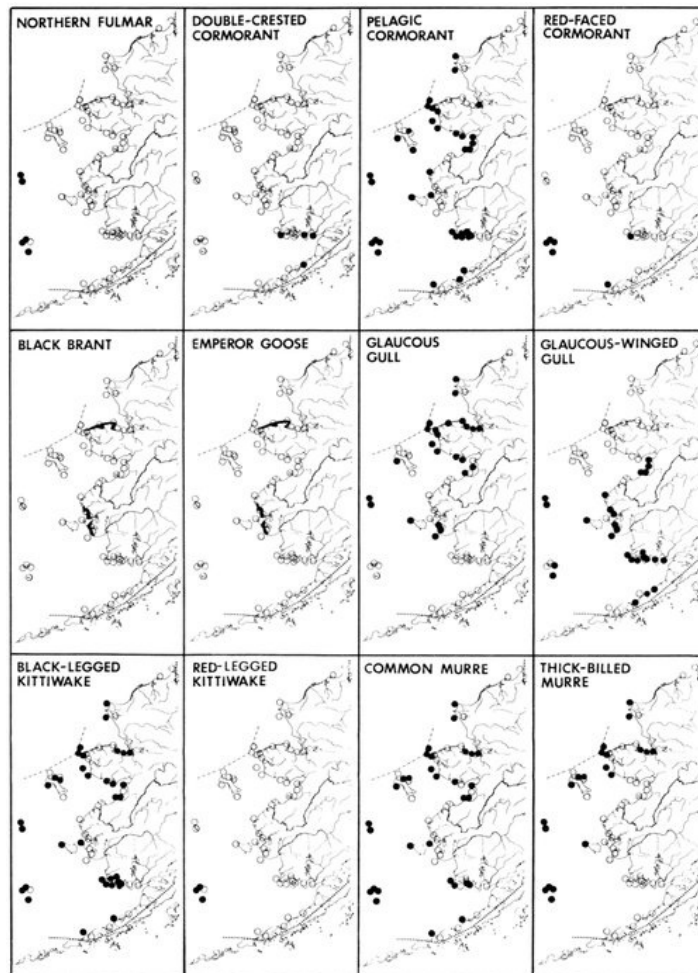 NORTHERN FULMAR
DOUBLE-CRESTED
CORMORANT
PELAGIC
CORMORANT
RED-FACED
CORMORANT
BLACK BRANT
EMPEROR GOOSE
GLAUCOUS
GULL
GLAUCOUS-WINGED
GULL
BLACK-LEGGED
KITTIWAKE
RED-LEGGED
KITTIWAKE
COMMON MURRE
THICK-BILLED
MURRE